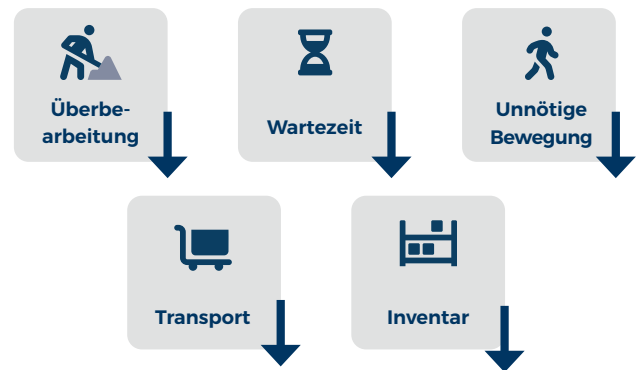 Überbe-
arbeitung
Wartezeit
Unnötige
Bewegung
Transport
Inventar